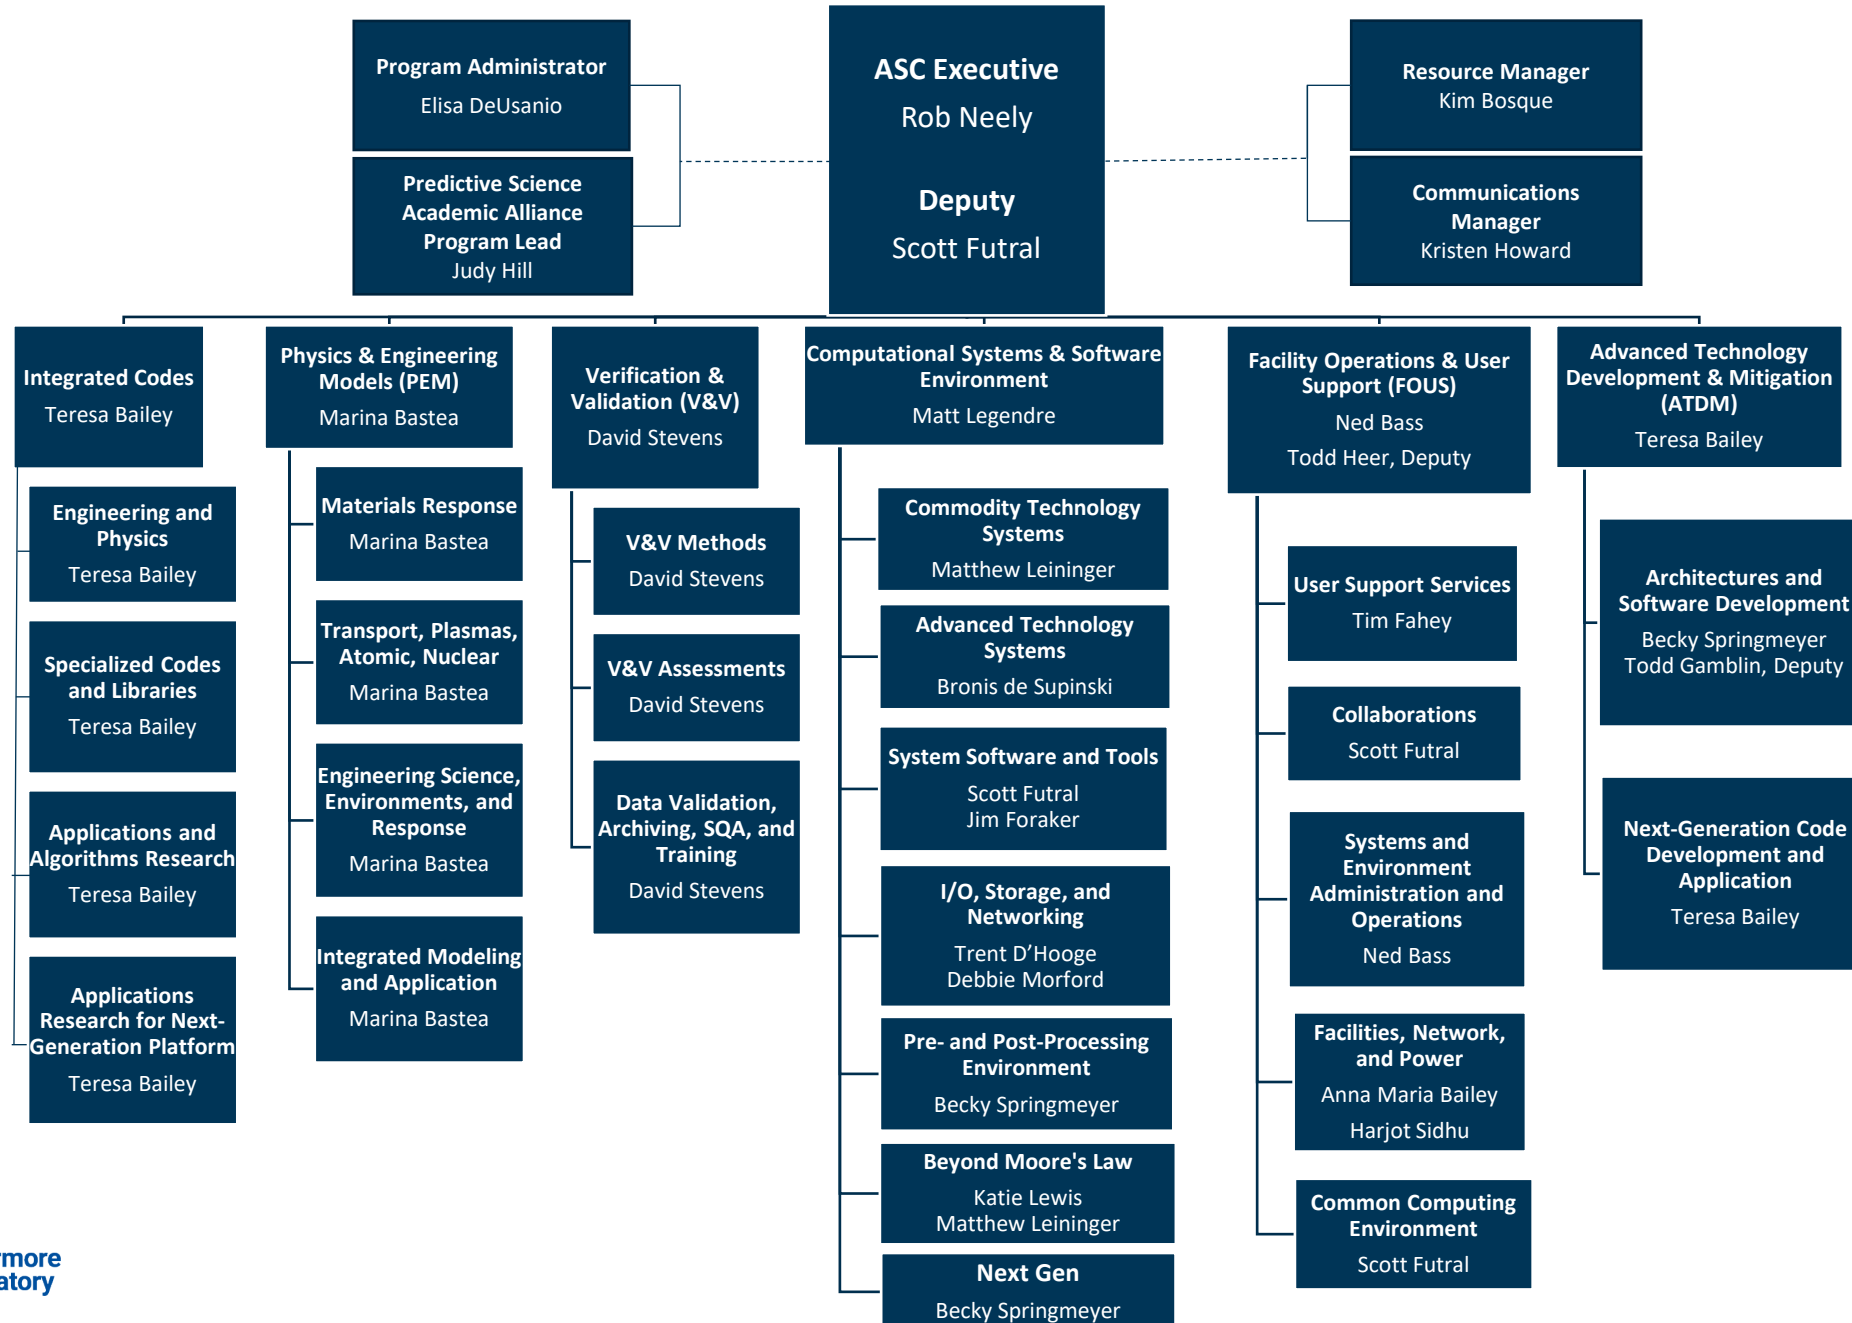 Program Administrator
Elisa DeUsanio
Predictive Science
Academic Alliance
Program Lead
Judy Hill
ASC Executive
Rob Neely
Deputy
Scott Futral
Resource Manager
Kim Bosque
Communications
Manager
Kristen Howard
Integrated Codes
Teresa Bailey
Engineering and
Physics
Teresa Bailey
Specialized Codes
and Libraries
Teresa Bailey
Applications and
Algorithms Research
Teresa Bailey
Applications
Research for Next-
Generation Platform
Teresa Bailey
Physics & Engineering
Models (PEM)
Marina Bastea
Materials Response
Marina Bastea
Transport, Plasmas,
Atomic, Nuclear
Marina Bastea
Engineering Science,
Environments, and
Response
Marina Bastea
Integrated Modeling
and Application
Marina Bastea
Verification &
Validation (V&V)
David Stevens
V&V Methods
David Stevens
V&V Assessments
David Stevens
Data Validation,
Archiving, SQA, and
Training
David Stevens
Computational Systems & Software
Environment
Matt Legendre
Commodity Technology
Systems
Matthew Leininger
Advanced Technology
Systems
Bronis de Supinski
System Software and Tools
Scott Futral
Jim Foraker
I/O, Storage, and
Networking
Trent D’Hooge
Debbie Morford
Pre- and Post-Processing
Environment
Becky Springmeyer
Beyond Moore's Law
Katie Lewis
Matthew Leininger
Next Gen
Becky Springmeyer
Facility Operations & User
Support (FOUS)
Ned Bass
Todd Heer, Deputy
User Support Services
Tim Fahey
Collaborations
Scott Futral
Systems and
Environment
Administration and
Operations
Ned Bass
Facilities, Network,
and Power
Anna Maria Bailey
Harjot Sidhu
Common Computing
Environment
Scott Futral
Advanced Technology
Development & Mitigation
(ATDM)
Teresa Bailey
Architectures and
Software Development
Becky Springmeyer
Todd Gamblin, Deputy
Next-Generation Code
Development and
Application
Teresa Bailey
rmore
atory